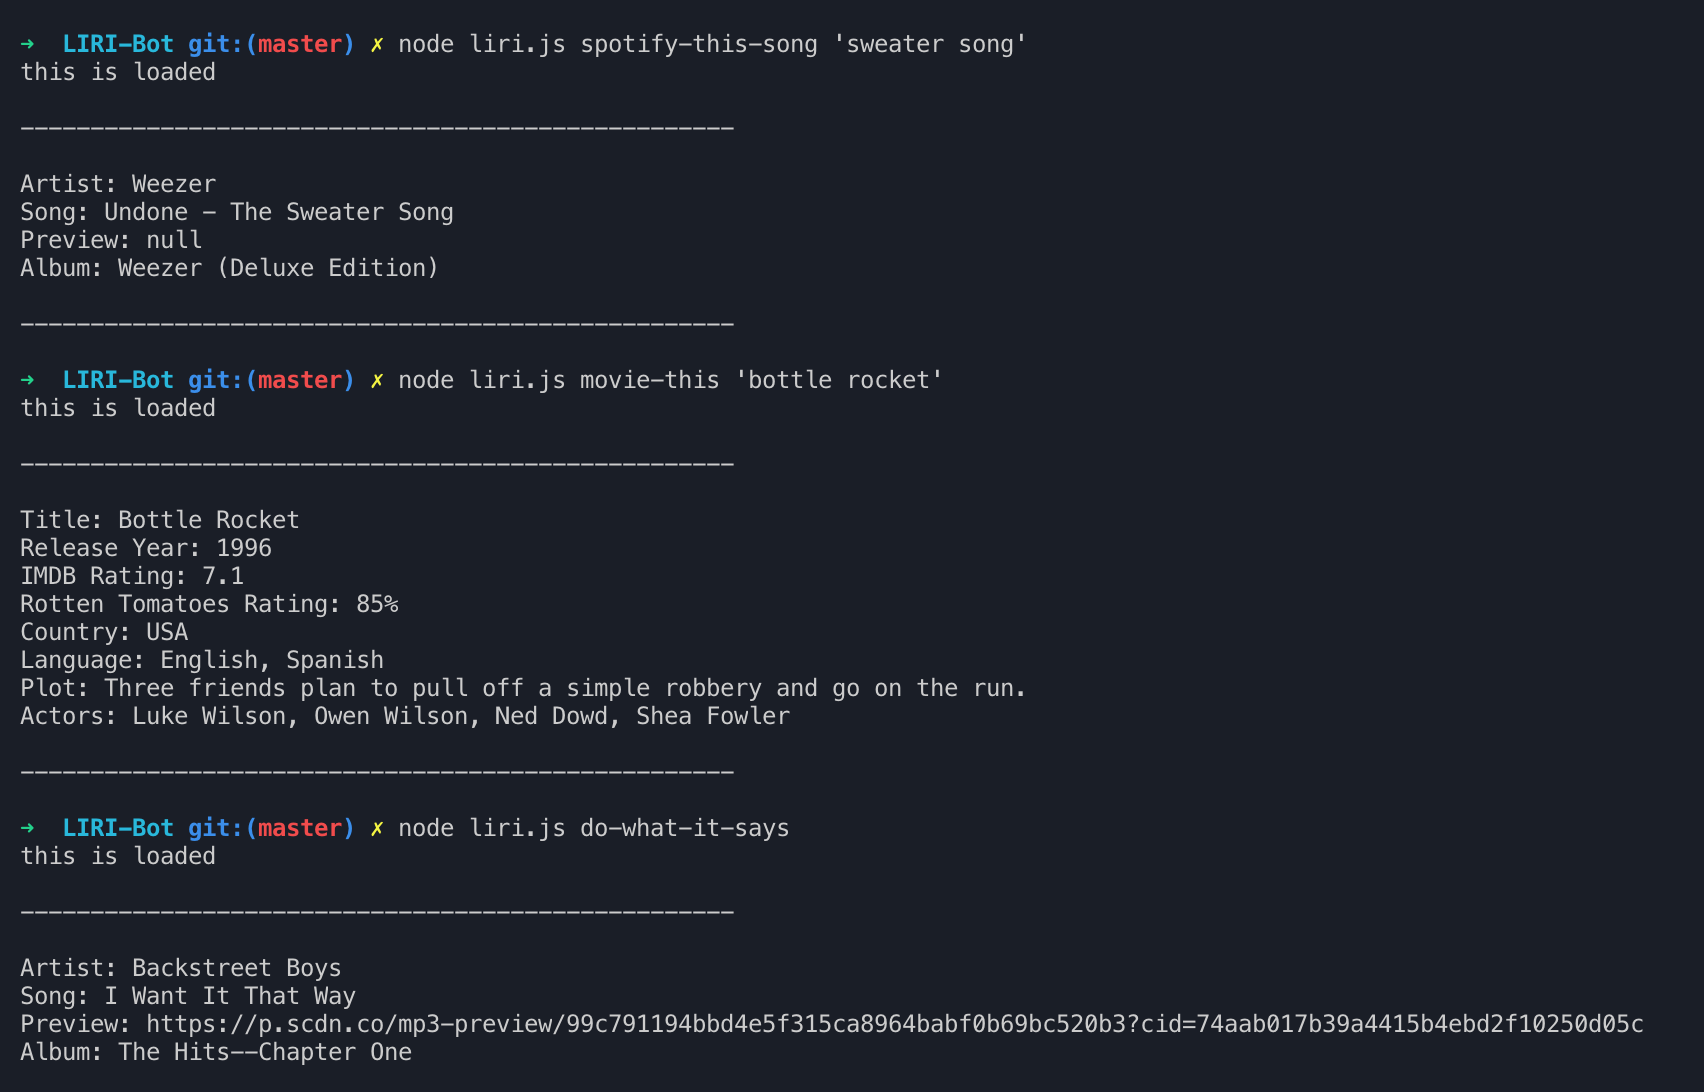 →  LIRI-Bot git:(master) ✗ node liri.js spotify-this-song 'sweater song'
this is loaded
---------------------------------------------------
Artist: Weezer
Song: Undone - The Sweater Song
Preview: null
Album: Weezer (Deluxe Edition)
---------------------------------------------------
→  LIRI-Bot git:(master) ✗ node liri.js movie-this 'bottle rocket'
this is loaded
---------------------------------------------------
Title: Bottle Rocket
Release Year: 1996
IMDB Rating: 7.1
Rotten Tomatoes Rating: 85%
Country: USA
Language: English, Spanish
Plot: Three friends plan to pull off a simple robbery and go on the run.
Actors: Luke Wilson, Owen Wilson, Ned Dowd, Shea Fowler
---------------------------------------------------
→  LIRI-Bot git:(master) ✗ node liri.js do-what-it-says
this is loaded
---------------------------------------------------
Artist: Backstreet Boys
Song: I Want It That Way
Preview: https://p.scdn.co/mp3-preview/99c791194bbd4e5f315ca8964babf0b69bc520b3?cid=74aab017b39a4415b4ebd2f10250d05c
Album: The Hits--Chapter One